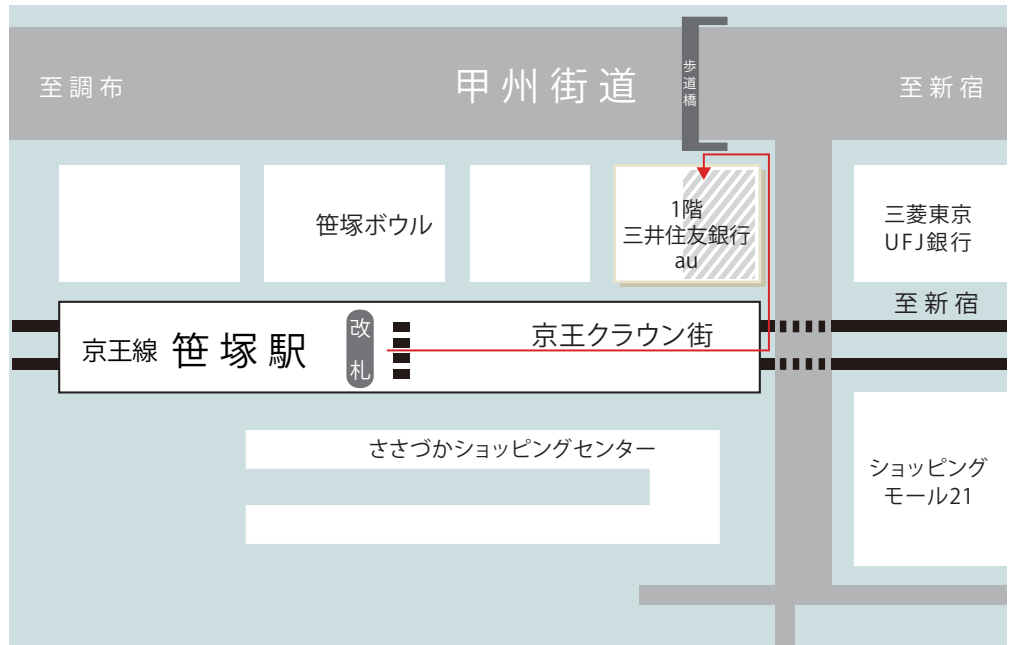 至調布
甲州街道
歩道橋
至新宿
笹塚ボウル
1階
三井住友銀行
au
三菱東京
UFJ銀行
至新宿
京王線 笹塚駅
改札
京王クラウン街
ささづかショッピングセンター
ショッピング
モール21